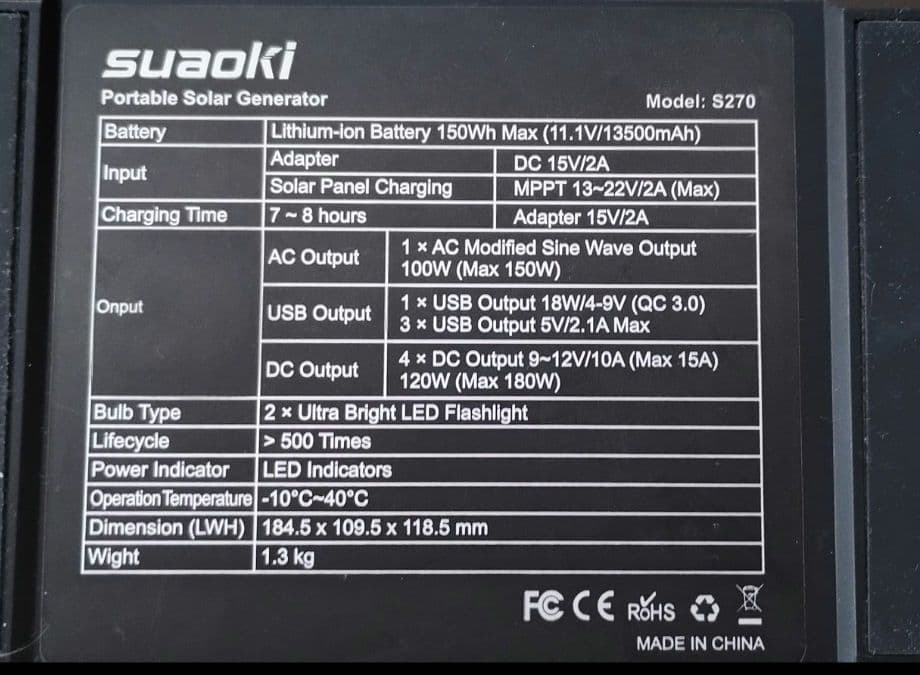 suaoki
Portable Solar Generator
Model: S270
Battery
Lithium-ion Battery 150Wh Max (11.1V/13500mAh)
Input
Adapter
DC 15V/2A
Solar Panel Charging
MPPT 13~22V/2A (Max)
Charging Time
7 ~ 8 hours
Adapter 15V/2A
Onput
AC Output
1 × AC Modified Sine Wave Output
100W (Max 150W)
USB Output
1 × USB Output 18W/4-9V (QC 3.0)
3 × USB Output 5V/2.1A Max
DC Output
4 × DC Output 9~12V/10A (Max 15A)
120W (Max 180W)
Bulb Type
2 × Ultra Bright LED Flashlight
Lifecycle
> 500 Times
Power Indicator
LED Indicators
Operation Temperature
-10°C~40°C
Dimension (LWH)
184.5 x 109.5 x 118.5 mm
Wight
1.3 kg
FC CE RoHS
MADE IN CHINA